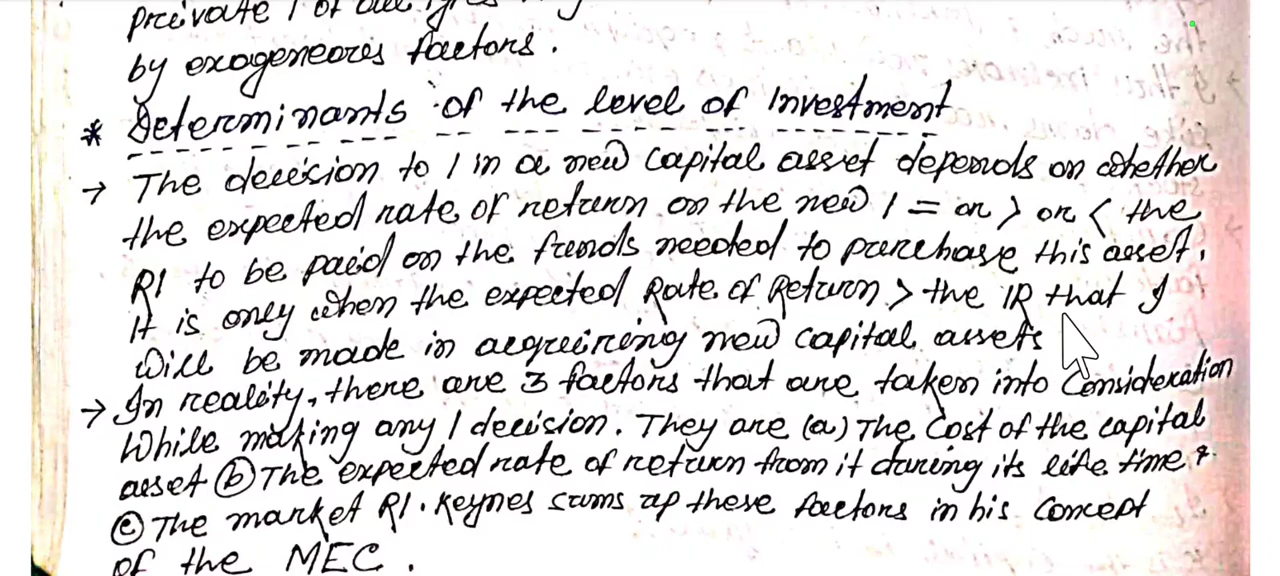 private I of all
by exogeneores factors.
* Determinants of the level of Investment
→ The decision to I in a new capital asset depends on whether
the expected rate of return on the new I = or > or < the
RI to be paid on the funds needed to purchase this asset.
It is only when the expected Rate of Return > the IR that I
will be made in acquiring new capital assets
→ In reality, there are 3 factors that are taken into Consideration
While making any I decision. They are (a) The Cost of the capital
asset (b) The expected rate of return from it during its life time &
(c) The market RI. Keynes sums up these factors in his Concept
of the MEC.